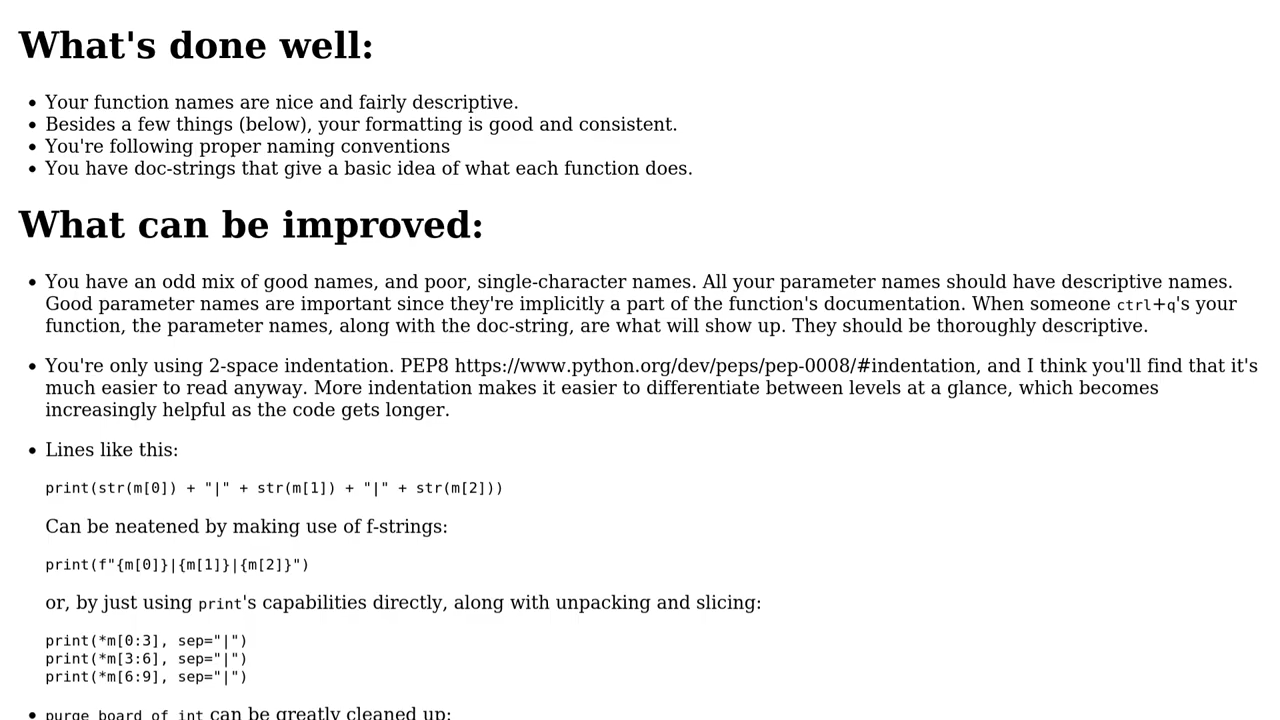 What's done well:
• Your function names are nice and fairly descriptive.
• Besides a few things (below), your formatting is good and consistent.
• You're following proper naming conventions
• You have doc-strings that give a basic idea of what each function does.
What can be improved:
• You have an odd mix of good names, and poor, single-character names. All your parameter names should have descriptive names.
Good parameter names are important since they're implicitly a part of the function's documentation. When someone ctrl+q's your
function, the parameter names, along with the doc-string, are what will show up. They should be thoroughly descriptive.
• You're only using 2-space indentation. PEP8 https://www.python.org/dev/peps/pep-0008/#indentation, and I think you'll find that it's
much easier to read anyway. More indentation makes it easier to differentiate between levels at a glance, which becomes
increasingly helpful as the code gets longer.
• Lines like this:
print(str(m[0]) + "|" + str(m[1]) + "|" + str(m[2]))
Can be neatened by making use of f-strings:
print(f"{m[0]}|{m[1]}|{m[2]}")
or, by just using print's capabilities directly, along with unpacking and slicing:
print(*m[0:3], sep="|")
print(*m[3:6], sep="|")
print(*m[6:9], sep="|")
• purge_board_of_int can be greatly cleaned up: